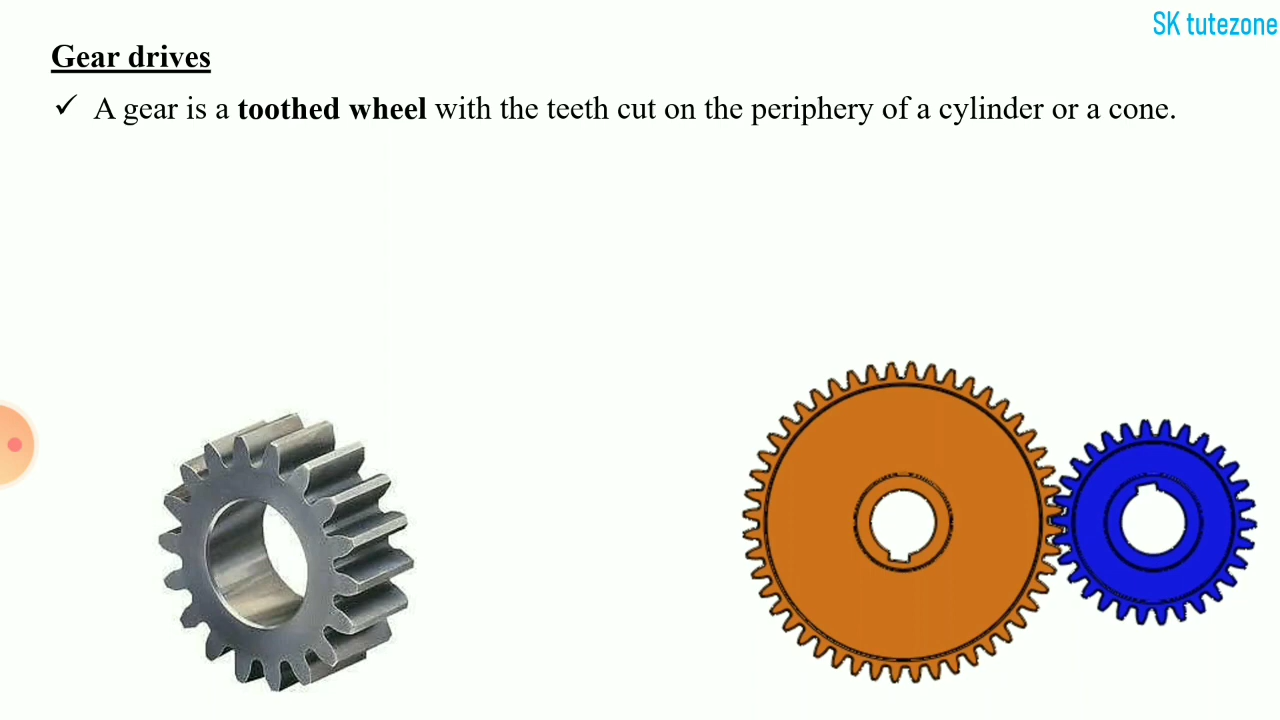 SK tutezone
Gear drives
✓ A gear is a toothed wheel with the teeth cut on the periphery of a cylinder or a cone.